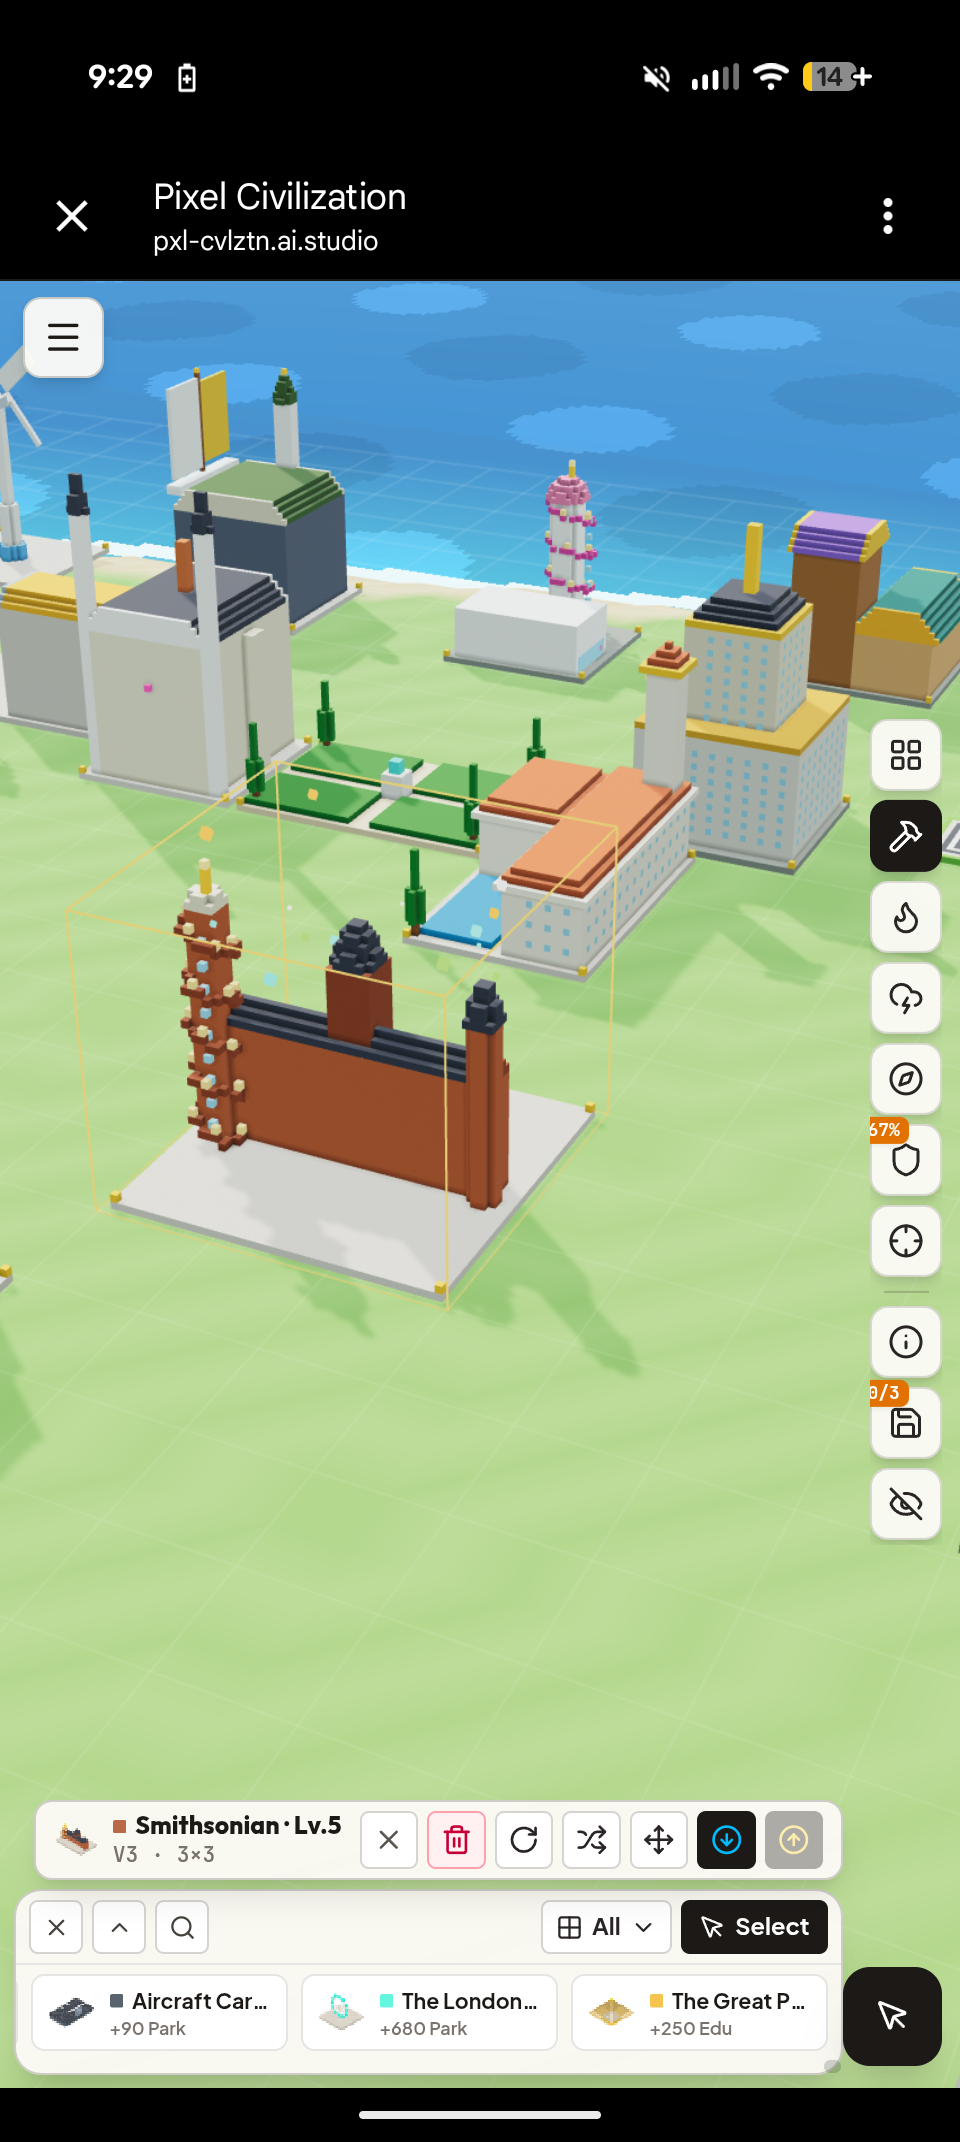 9:29
14
Pixel Civilization
pxl-cvlztn.ai.studio
67%
0/3
Smithsonian · Lv.5
V3 · 3×3
All
Select
Aircraft Car...
+90 Park
The London...
+680 Park
The Great P...
+250 Edu